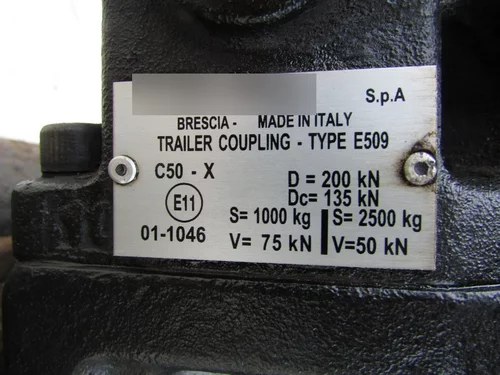 S.p.A
BRESCIA - MADE IN ITALY
TRAILER COUPLING - TYPE E509
C50 - X
D = 200 kN
E11
Dc= 135 kN
S= 1000 kg S= 2500 kg
01-1046 V= 75 kN V=50 kN